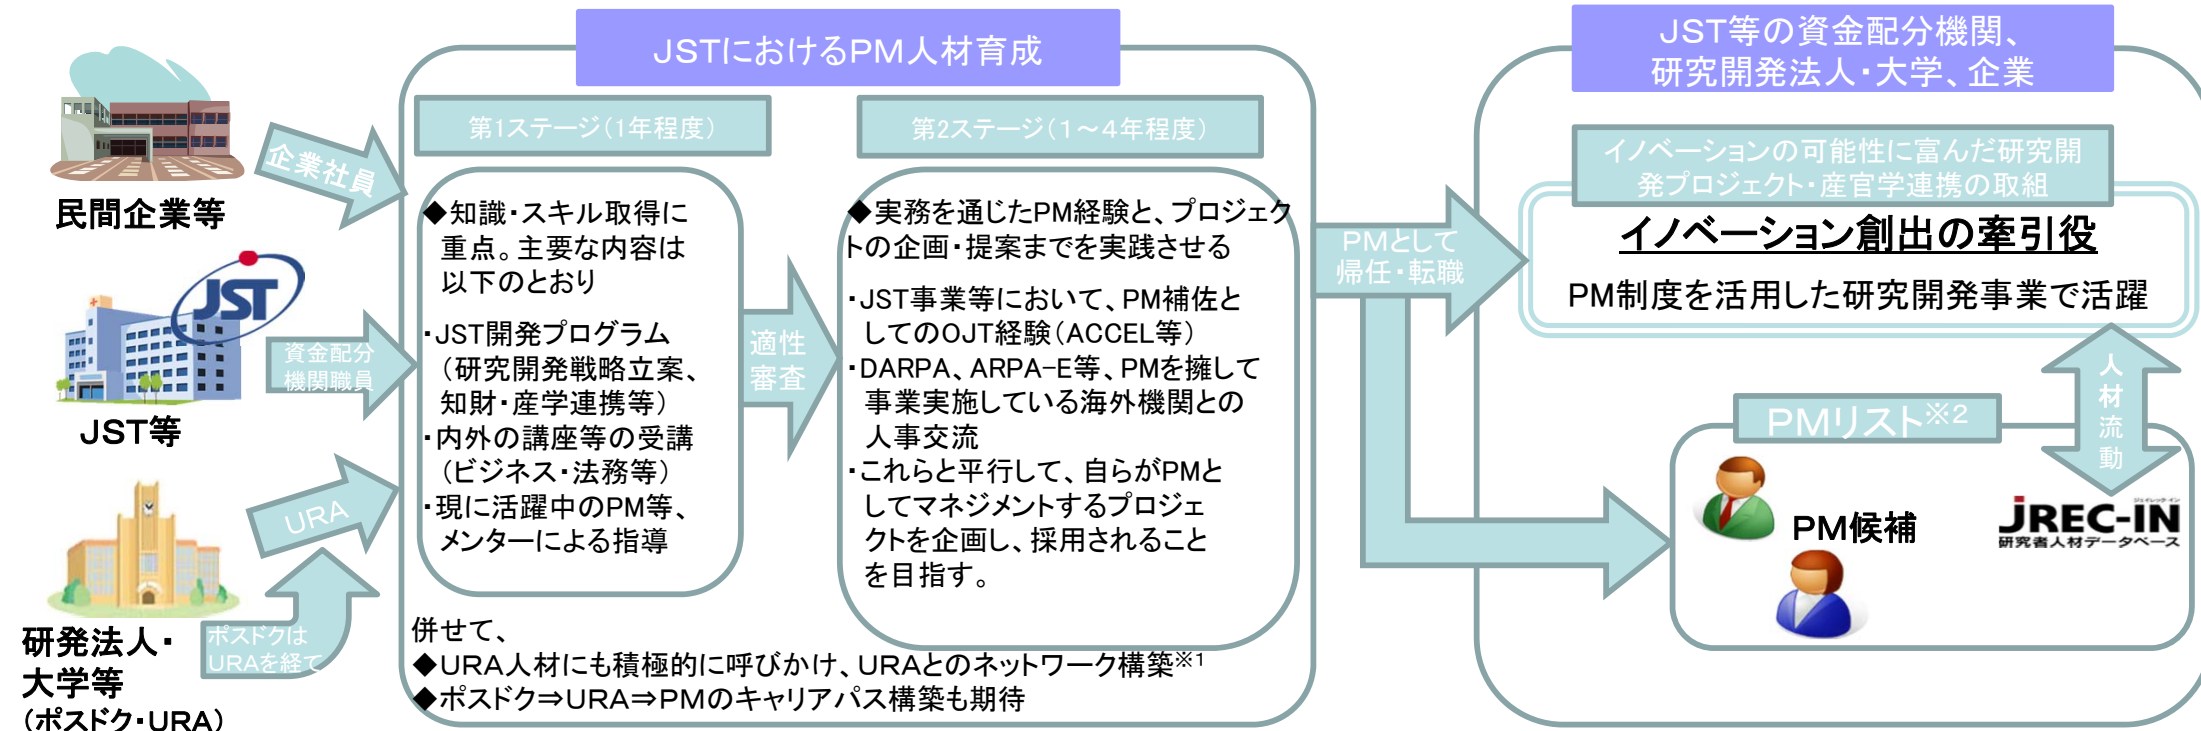 民間企業等
企業社員
JST
JST等
資金配分
機関職員
URA
ポスドクは
URAを経て
研発法人・
大学等
(ポスドク・URA)
JSTにおけるPM人材育成
第1ステージ(1年程度)
◆知識・スキル取得に
重点。主要な内容は
以下のとおり
・JST開発プログラム
(研究開発戦略立案、
知財・産学連携等)
・内外の講座等の受講
(ビジネス・法務等)
・現に活躍中のPM等、
メンターによる指導
適性
審査
第2ステージ(1～4年程度)
◆実務を通じたPM経験と、プロジェク
トの企画・提案までを実践させる
・JST事業等において、PM補佐と
してのOJT経験(ACCEL等)
・DARPA、ARPA-E等、PMを擁して
事業実施している海外機関との
人事交流
・これらと平行して、自らがPMと
してマネジメントするプロジェ
クトを企画し、採用されること
を目指す。
併せて、
◆URA人材にも積極的に呼びかけ、URAとのネットワーク構築※1
◆ポスドク⇒URA⇒PMのキャリアパス構築も期待
PMとして
帰任・転職
JST等の資金配分機関、
研究開発法人・大学、企業
イノベーションの可能性に富んだ研究開
発プロジェクト・産官学連携の取組
イノベーション創出の牽引役
PM制度を活用した研究開発事業で活躍
人材流動
PMリスト※2
PM候補
ジェイレック イン
JREC-IN
研究者人材データベース